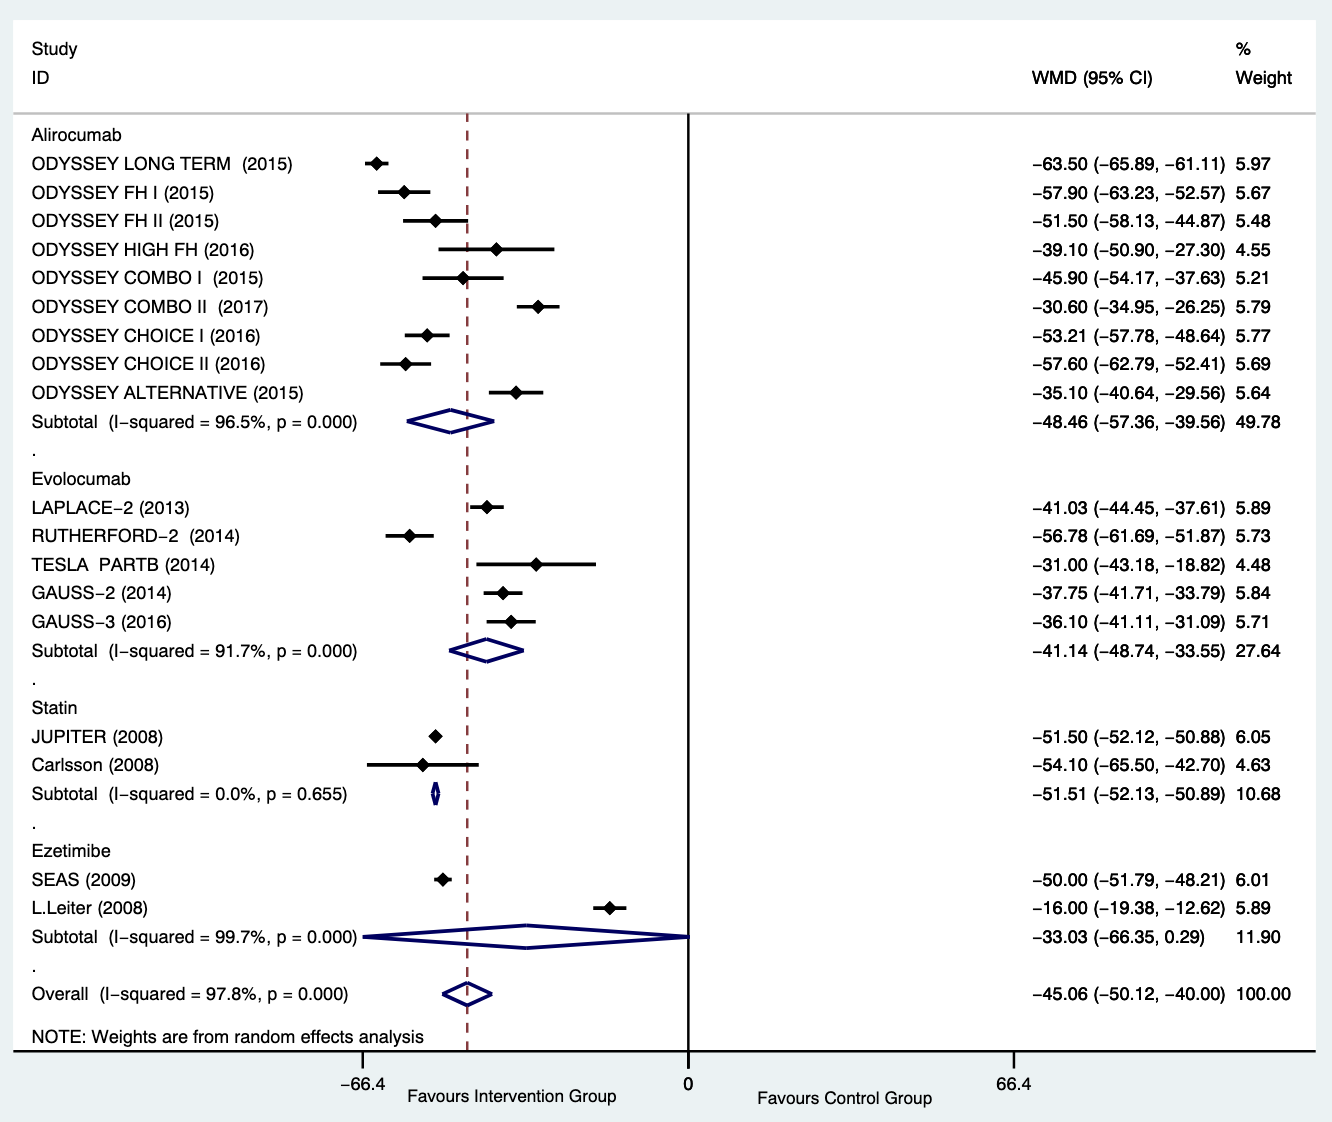 Study %
ID WMD (95% CI) Weight
Alirocumab
ODYSSEY LONG TERM (2015) −63.50 (−65.89, −61.11) 5.97
ODYSSEY FH I (2015) −57.90 (−63.23, −52.57) 5.67
ODYSSEY FH II (2015) −51.50 (−58.13, −44.87) 5.48
ODYSSEY HIGH FH (2016) −39.10 (−50.90, −27.30) 4.55
ODYSSEY COMBO I (2015) −45.90 (−54.17, −37.63) 5.21
ODYSSEY COMBO II (2017) −30.60 (−34.95, −26.25) 5.79
ODYSSEY CHOICE I (2016) −53.21 (−57.78, −48.64) 5.77
ODYSSEY CHOICE II (2016) −57.60 (−62.79, −52.41) 5.69
ODYSSEY ALTERNATIVE (2015) −35.10 (−40.64, −29.56) 5.64
Subtotal (I−squared = 96.5%, p = 0.000) −48.46 (−57.36, −39.56) 49.78
.
Evolocumab
LAPLACE−2 (2013) −41.03 (−44.45, −37.61) 5.89
RUTHERFORD−2 (2014) −56.78 (−61.69, −51.87) 5.73
TESLA PARTB (2014) −31.00 (−43.18, −18.82) 4.48
GAUSS−2 (2014) −37.75 (−41.71, −33.79) 5.84
GAUSS−3 (2016) −36.10 (−41.11, −31.09) 5.71
Subtotal (I−squared = 91.7%, p = 0.000) −41.14 (−48.74, −33.55) 27.64
.
Statin
JUPITER (2008) −51.50 (−52.12, −50.88) 6.05
Carlsson (2008) −54.10 (−65.50, −42.70) 4.63
Subtotal (I−squared = 0.0%, p = 0.655) −51.51 (−52.13, −50.89) 10.68
.
Ezetimibe
SEAS (2009) −50.00 (−51.79, −48.21) 6.01
L.Leiter (2008) −16.00 (−19.38, −12.62) 5.89
Subtotal (I−squared = 99.7%, p = 0.000) −33.03 (−66.35, 0.29) 11.90
.
Overall (I−squared = 97.8%, p = 0.000) −45.06 (−50.12, −40.00) 100.00
NOTE: Weights are from random effects analysis
−66.4 0 66.4
Favours Intervention Group Favours Control Group